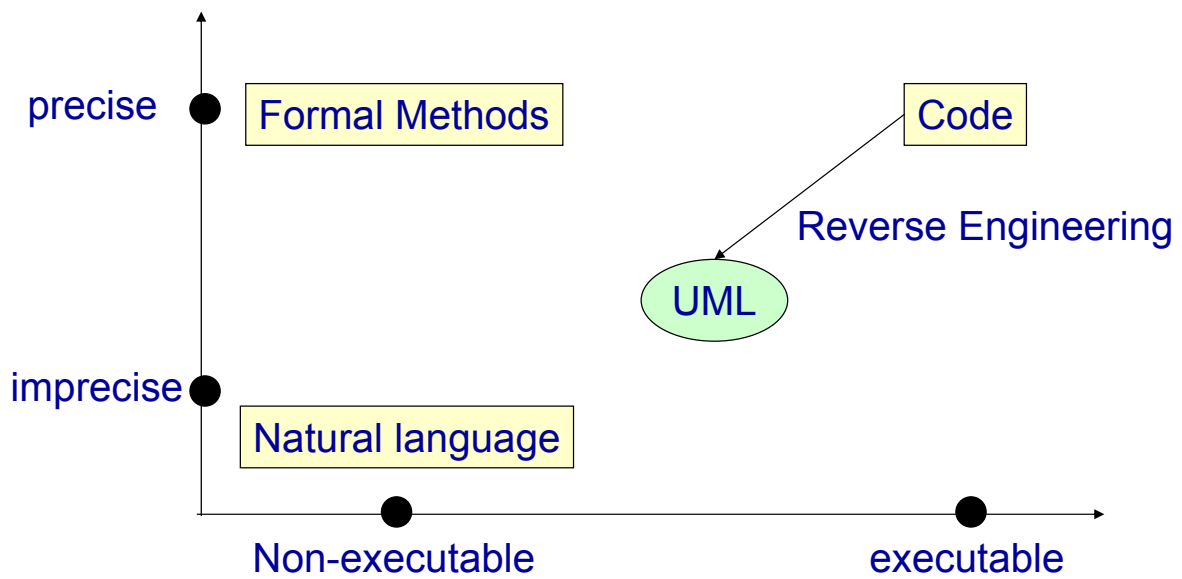 precise
Formal Methods
Code
Reverse Engineering
UML
imprecise
Natural language
Non-executable
executable